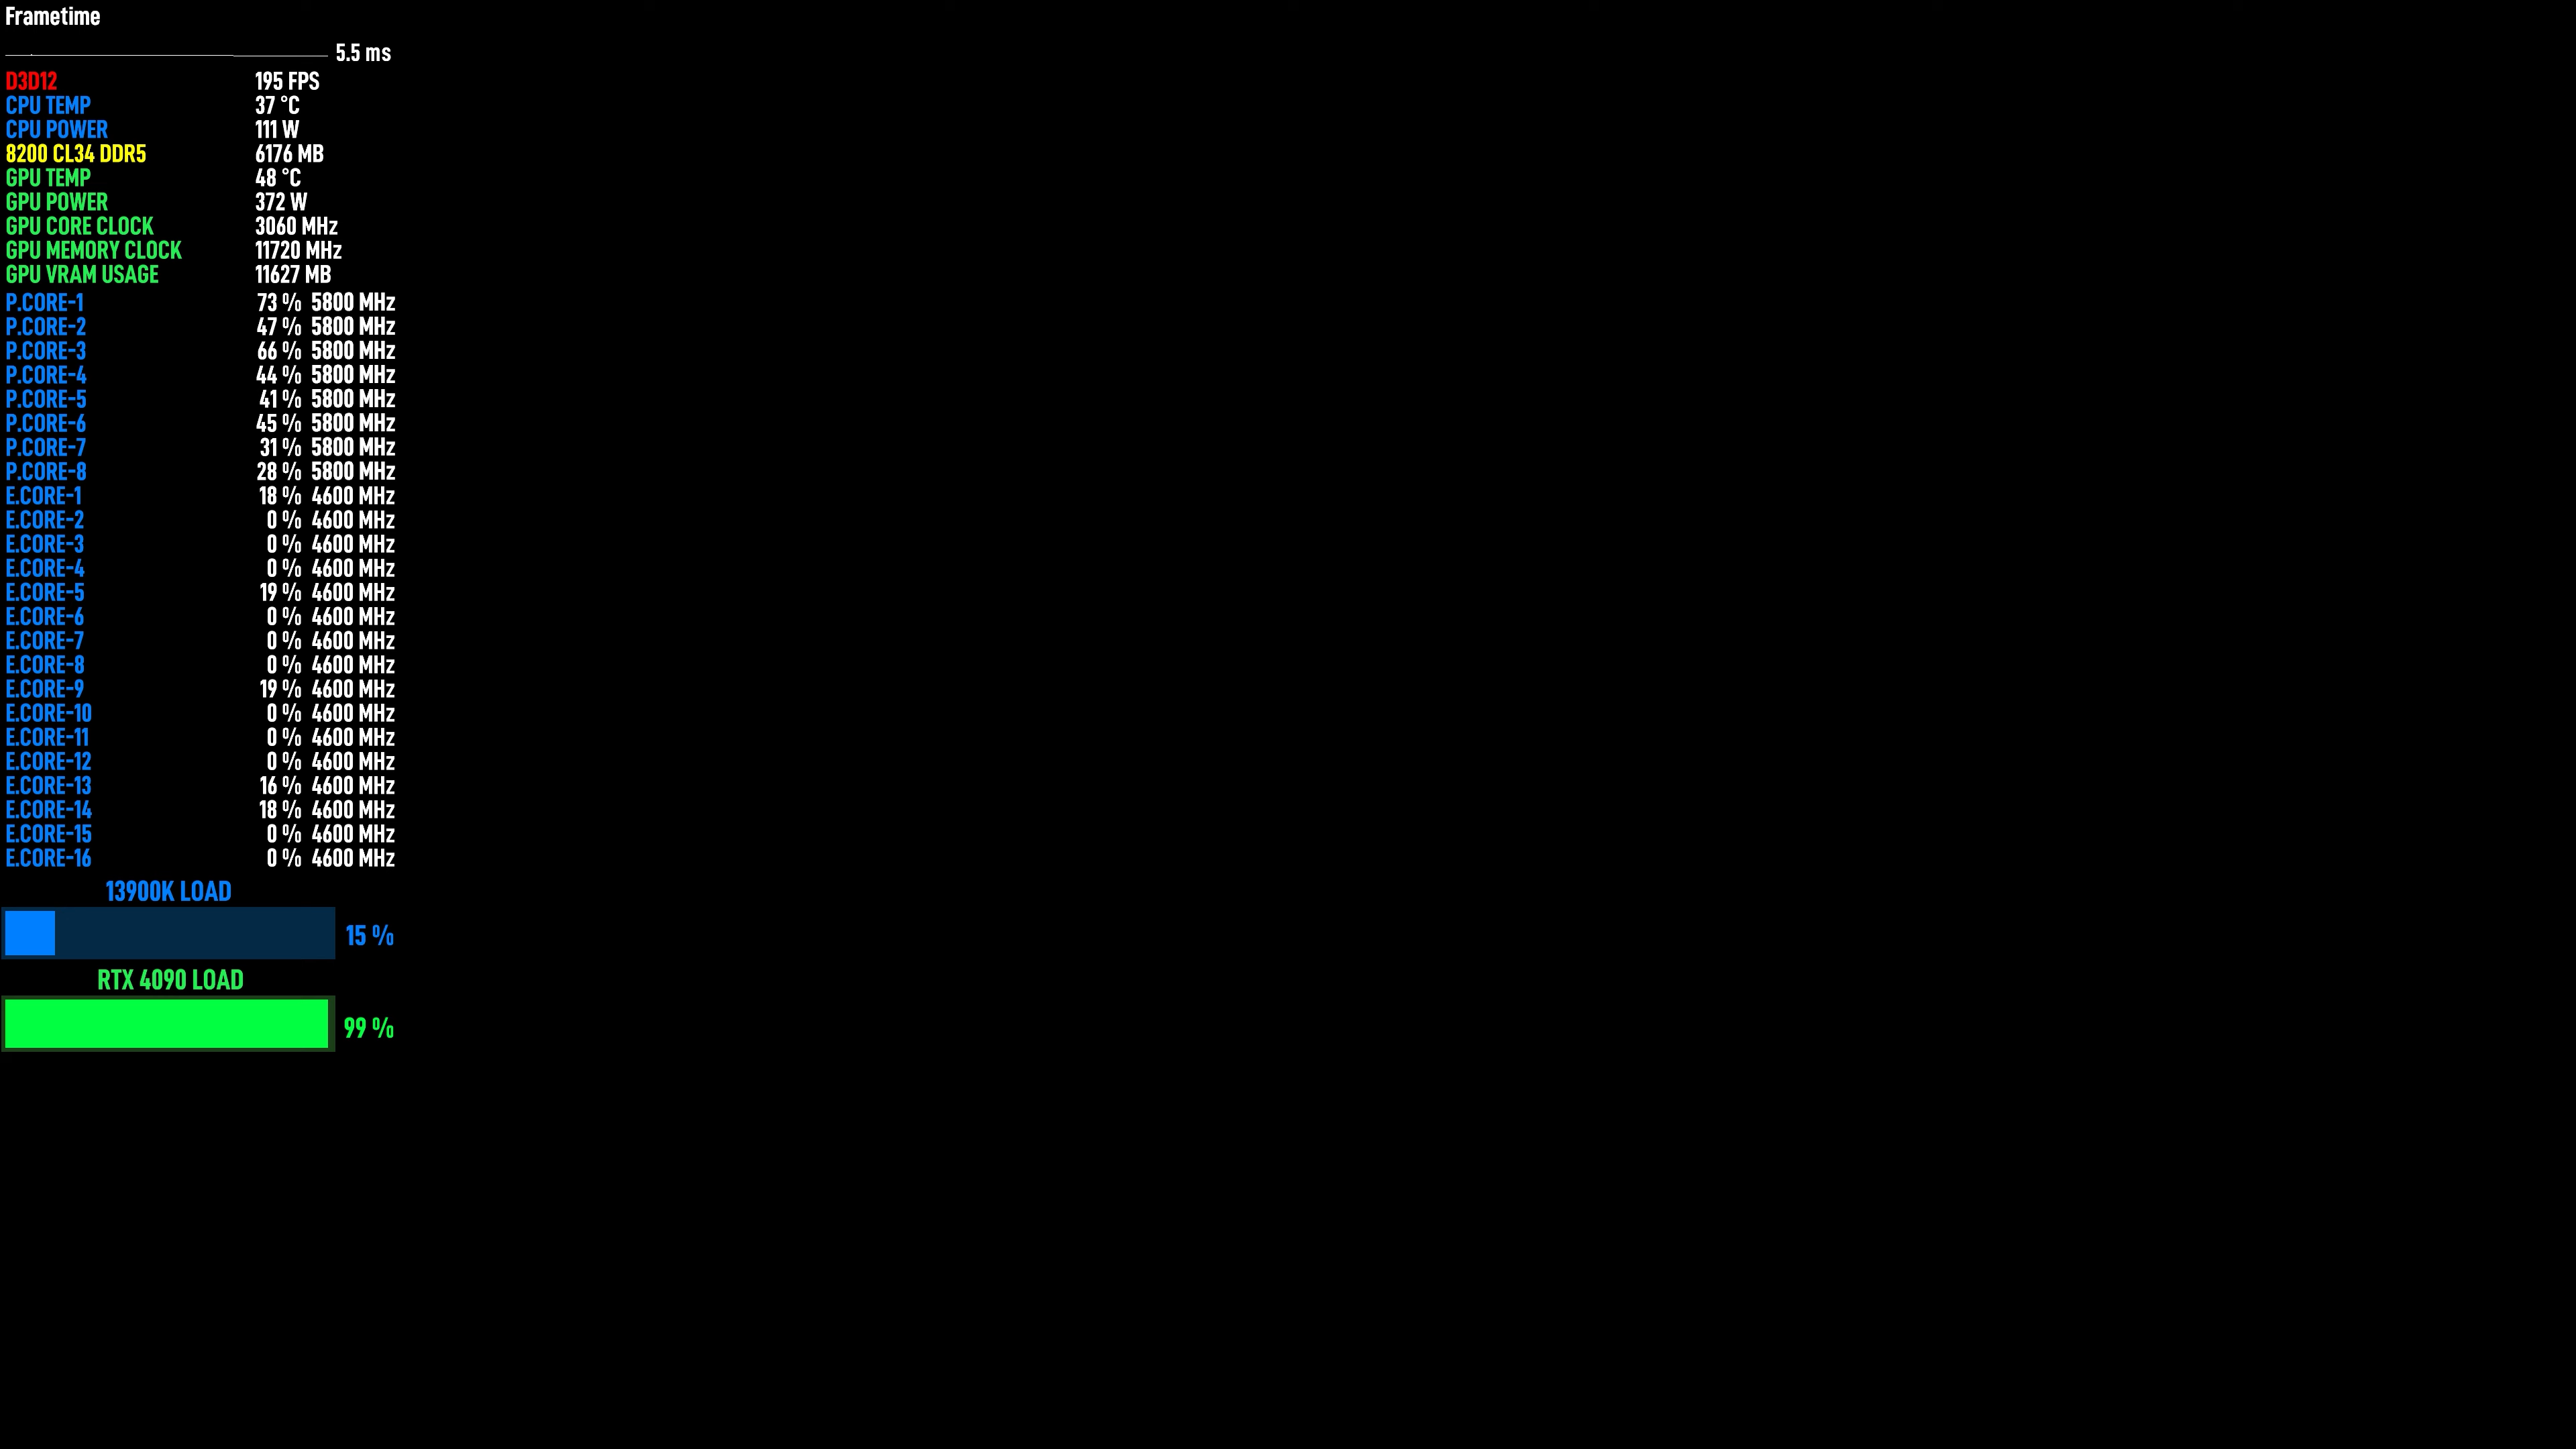 Frametime
5.5 ms
D3D12 195 FPS
CPU TEMP 37 °C
CPU POWER 111 W
8200 CL34 DDR5 6176 MB
GPU TEMP 48 °C
GPU POWER 372 W
GPU CORE CLOCK 3060 MHz
GPU MEMORY CLOCK 11720 MHz
GPU VRAM USAGE 11627 MB
P.CORE-1 73 % 5800 MHz
P.CORE-2 47 % 5800 MHz
P.CORE-3 66 % 5800 MHz
P.CORE-4 44 % 5800 MHz
P.CORE-5 41 % 5800 MHz
P.CORE-6 45 % 5800 MHz
P.CORE-7 31 % 5800 MHz
P.CORE-8 28 % 5800 MHz
E.CORE-1 18 % 4600 MHz
E.CORE-2 0 % 4600 MHz
E.CORE-3 0 % 4600 MHz
E.CORE-4 0 % 4600 MHz
E.CORE-5 19 % 4600 MHz
E.CORE-6 0 % 4600 MHz
E.CORE-7 0 % 4600 MHz
E.CORE-8 0 % 4600 MHz
E.CORE-9 19 % 4600 MHz
E.CORE-10 0 % 4600 MHz
E.CORE-11 0 % 4600 MHz
E.CORE-12 0 % 4600 MHz
E.CORE-13 16 % 4600 MHz
E.CORE-14 18 % 4600 MHz
E.CORE-15 0 % 4600 MHz
E.CORE-16 0 % 4600 MHz
13900K LOAD
15 %
RTX 4090 LOAD
99 %